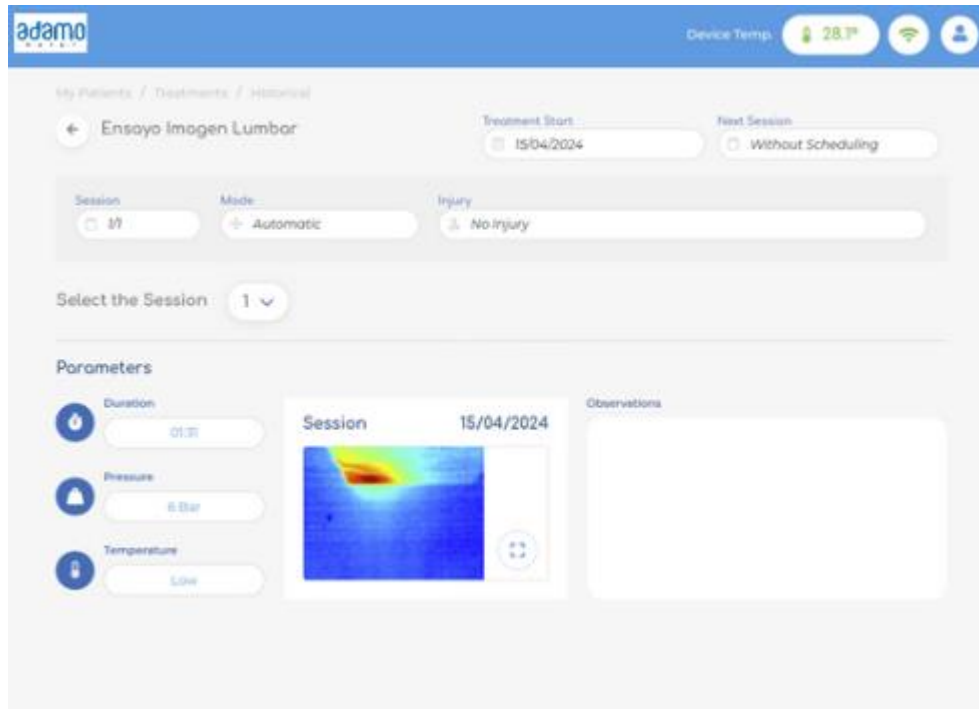 adamo
Device Temp. 28.1°
My Patients / Treatments / Historical
Ensayo Imagen Lumbar
Treatment Start
15/04/2024
Next Session
Without Scheduling
Session
1/1
Mode
Automatic
Injury
No Injury
Select the Session 1
Parameters
Duration
01:31
Pressure
6 Bar
Temperature
Low
Session 15/04/2024
Observations